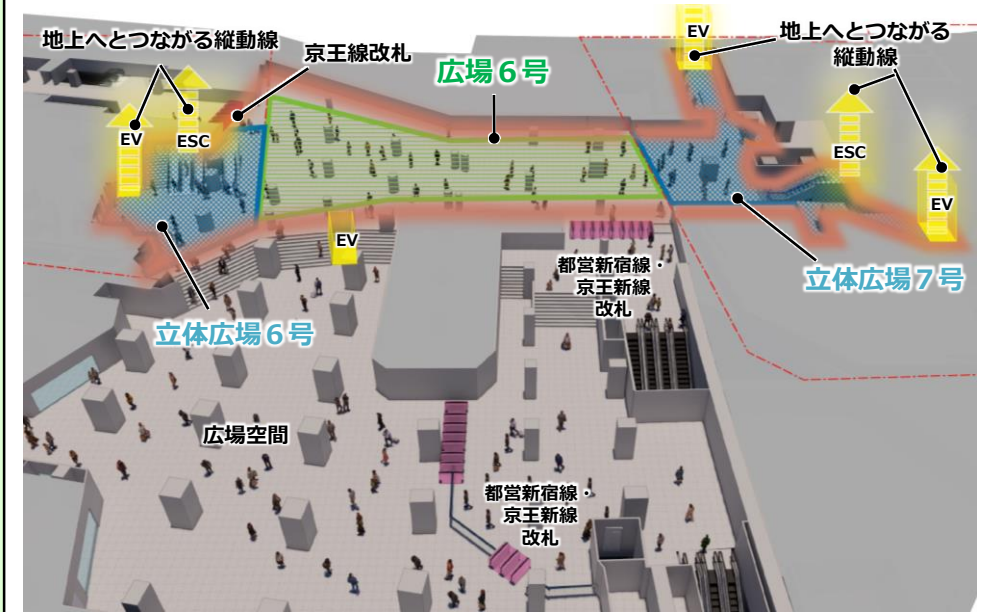 地上へとつながる縦動線
京王線改札
広場６号
EV
地上へとつながる
縦動線
EV
ESC
ESC
EV
EV
都営新宿線・
京王新線
改札
立体広場７号
立体広場６号
広場空間
都営新宿線・
京王新線
改札